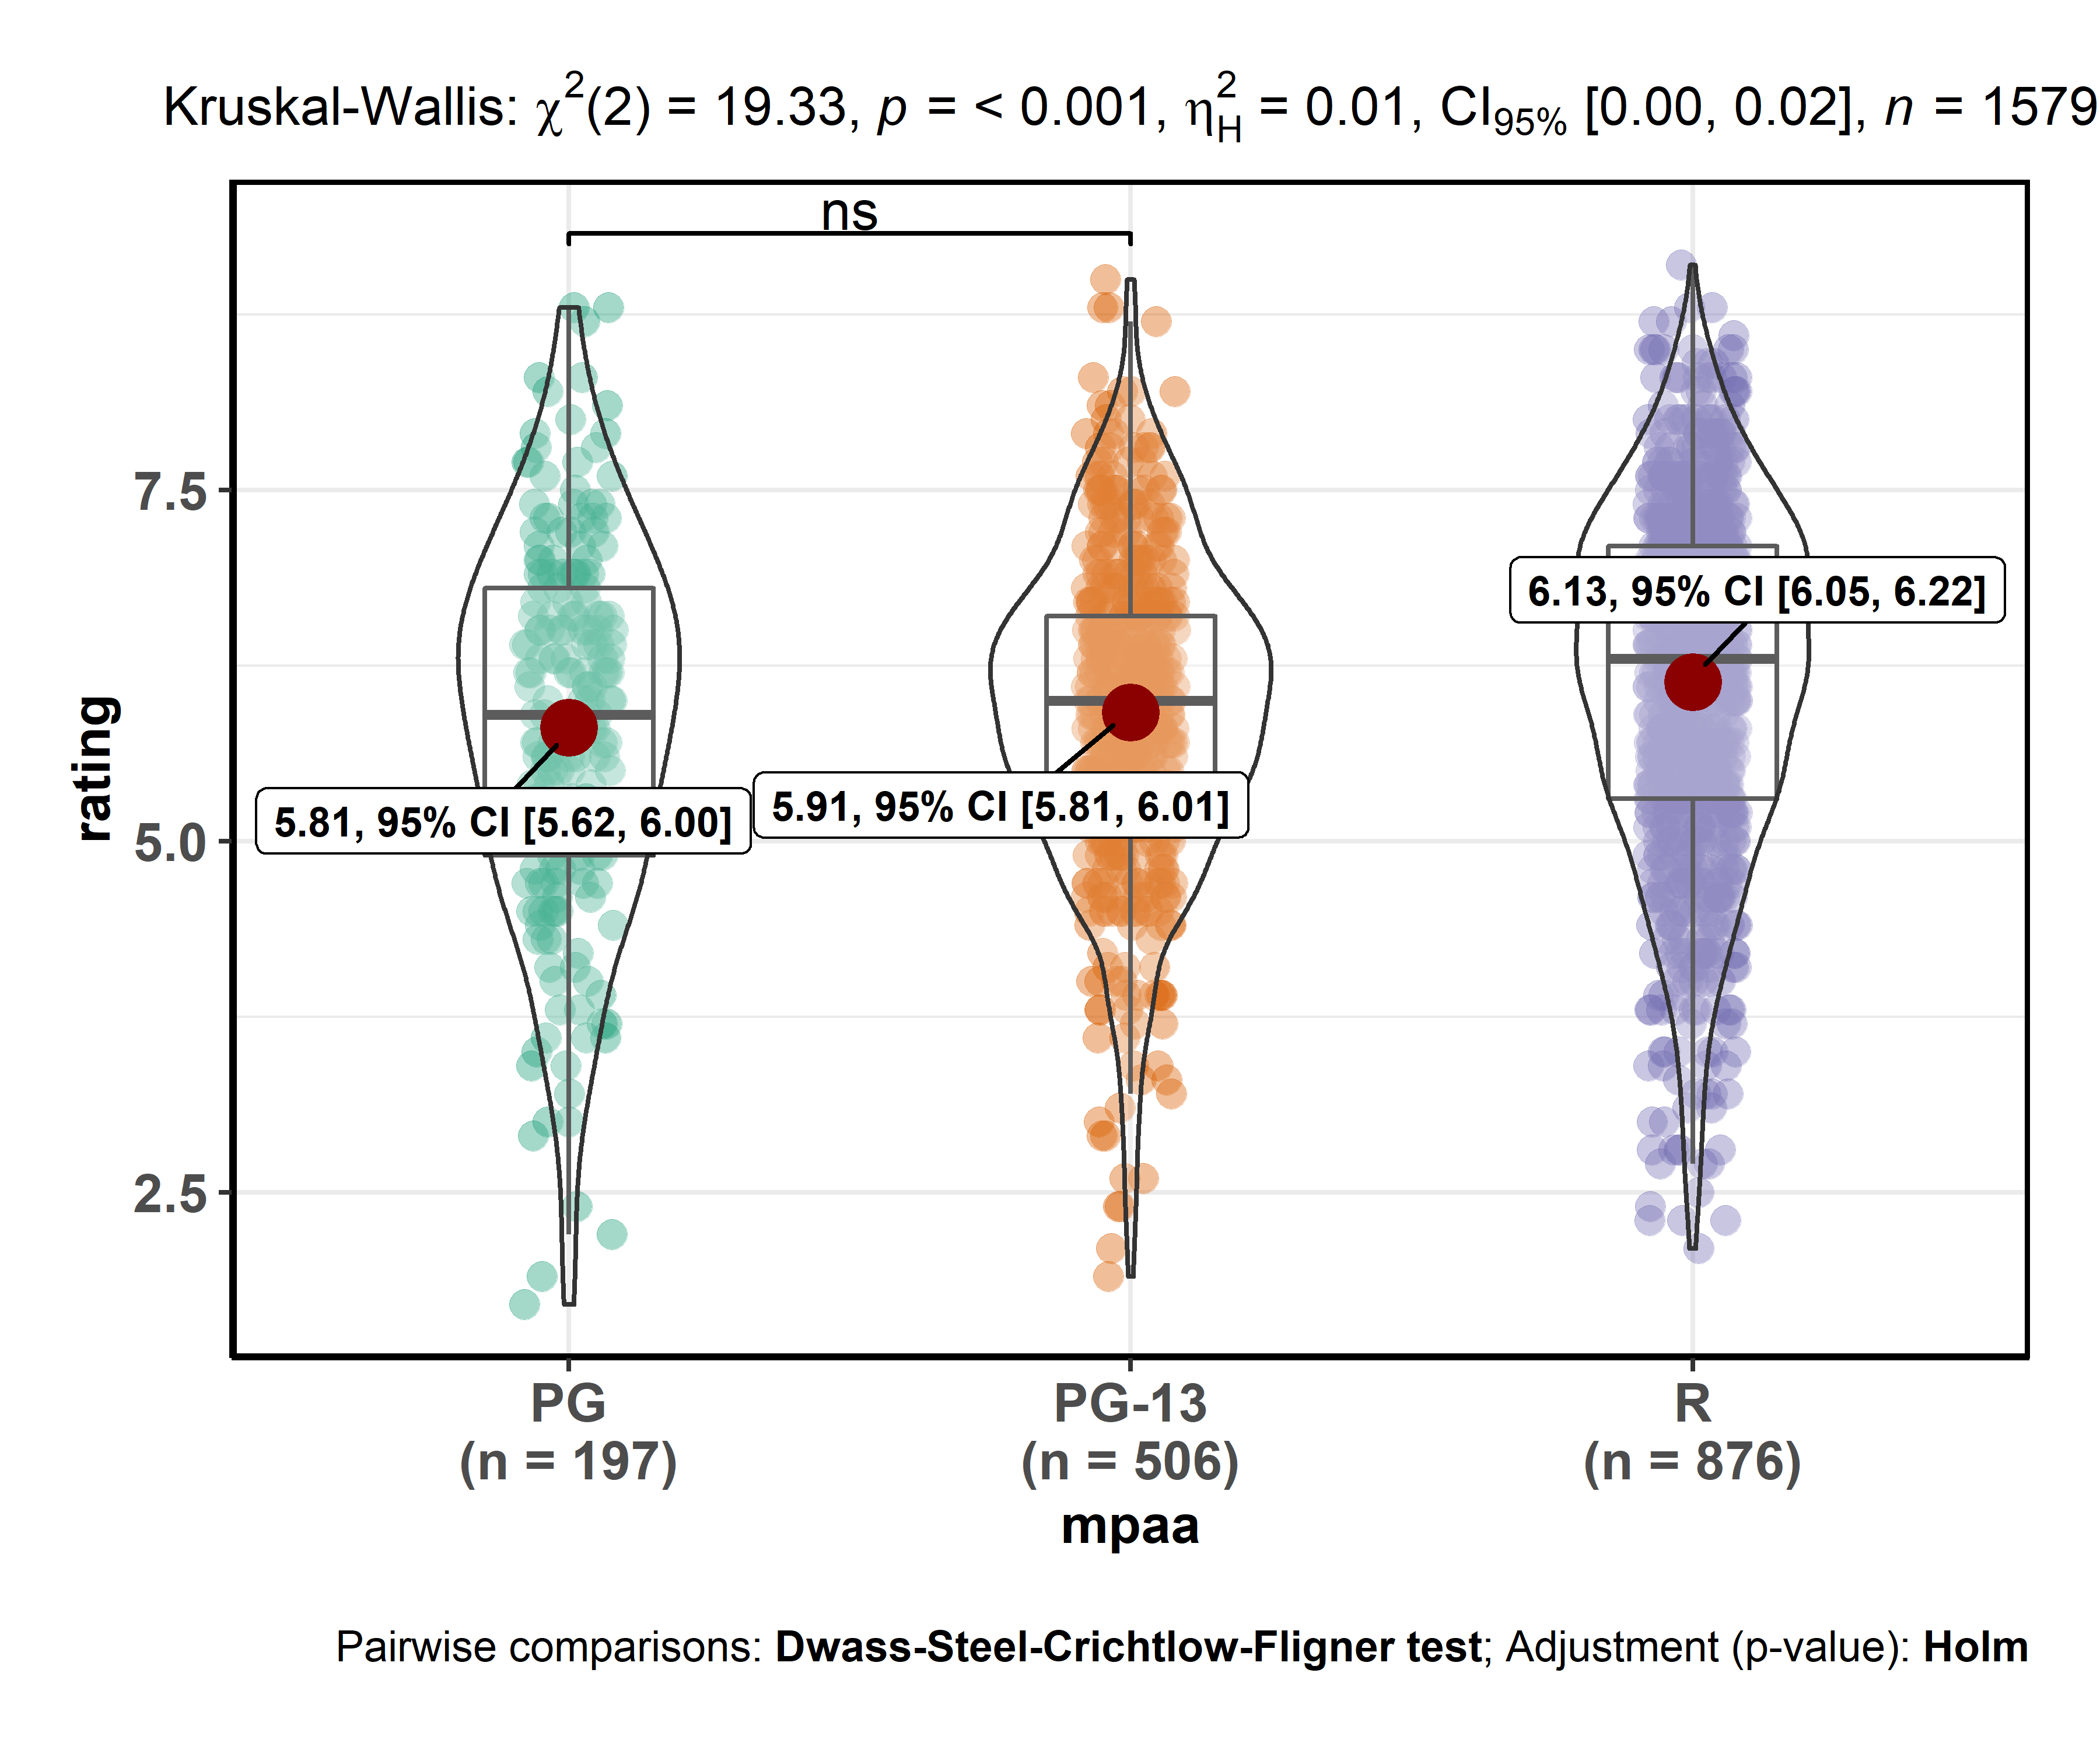 Kruskal-Wallis: χ²(2) = 19.33, p = < 0.001, η²H = 0.01, CI95% [0.00, 0.02], n = 1579
ns
7.5
5.0
2.5
rating
6.13, 95% CI [6.05, 6.22]
5.81, 95% CI [5.62, 6.00]
5.91, 95% CI [5.81, 6.01]
PG
(n = 197)
PG-13
(n = 506)
R
(n = 876)
mpaa
Pairwise comparisons: Dwass-Steel-Crichtlow-Fligner test; Adjustment (p-value): Holm